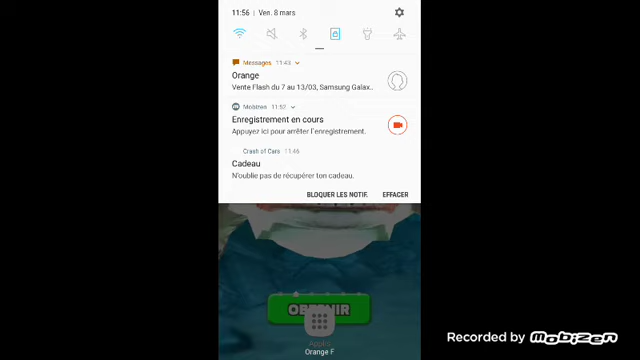 11:56 | Ven. 8 mars
Messages 11:43
Orange
Vente Flash du 7 au 13/03, Samsung Galax..
Mobizen 11:52
Enregistrement en cours
Appuyez ici pour arrêter l'enregistrement.
Crash of Cars 11:46
Cadeau
N'oublie pas de récupérer ton cadeau.
BLOQUER LES NOTIF. EFFACER
OBTENIR
Applis
Orange F
Recorded by mobizen